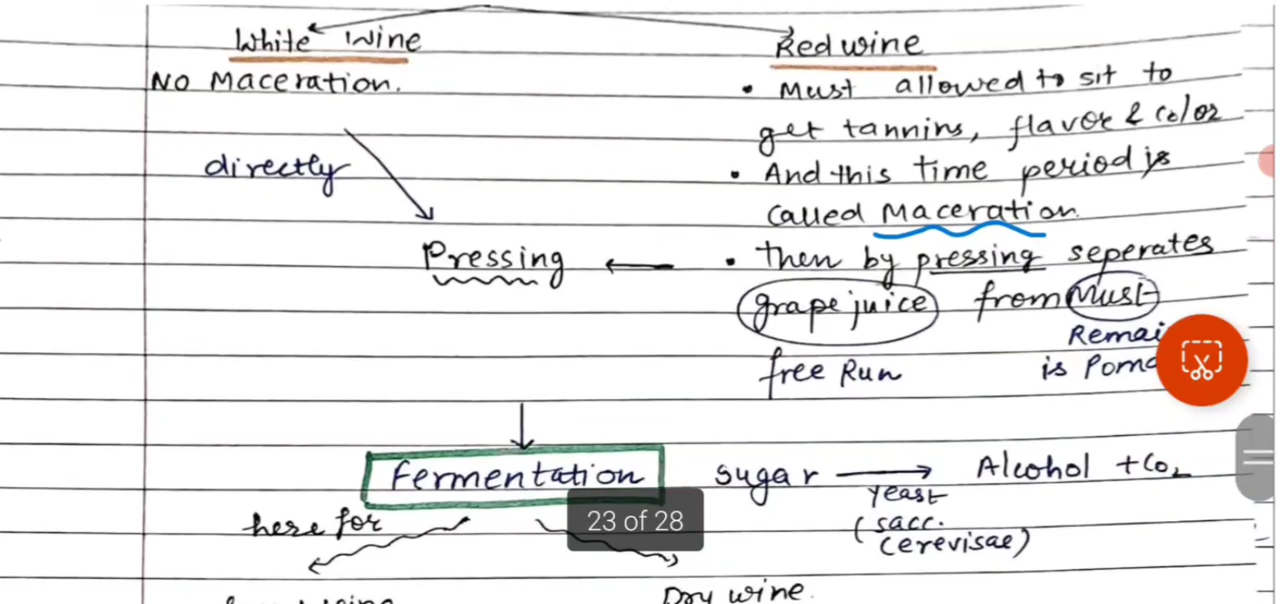 White Wine
No Maceration.
directly
Red wine
• Must allowed to sit to
get tannins, flavor & color
• And this time period is
called Maceration
• then by pressing seperates
grape juice from Must
free Run
Remai
is Poma
Pressing
Fermentation
sugar → Alcohol + CO2
Yeast
(sacc.
cerevisae)
here for
23 of 28
Dry wine.